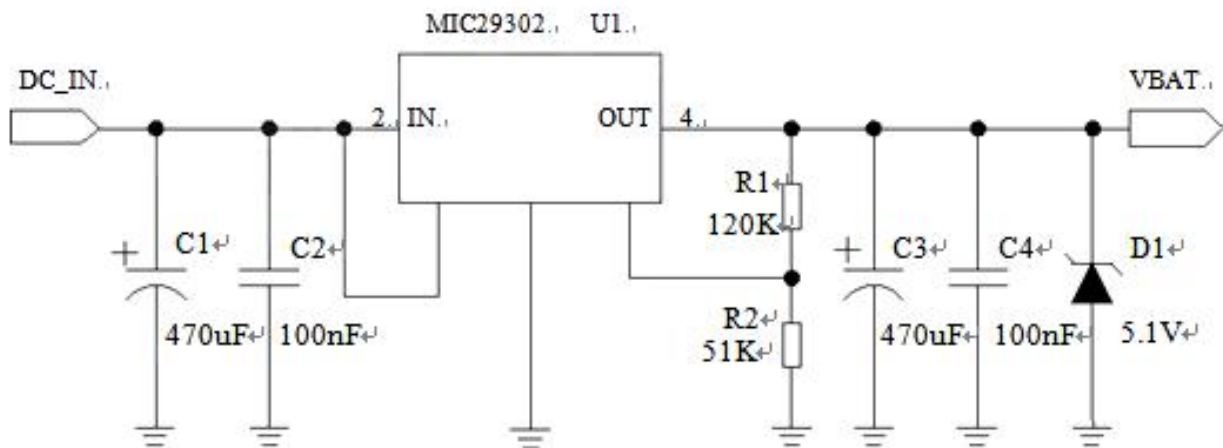 MIC29302. U1.
DC_IN.
VBAT.
2. IN.
OUT 4.
R1
120K
C1
C2
C3
C4
D1
R2
51K
470uF
100nF
470uF
100nF
5.1V